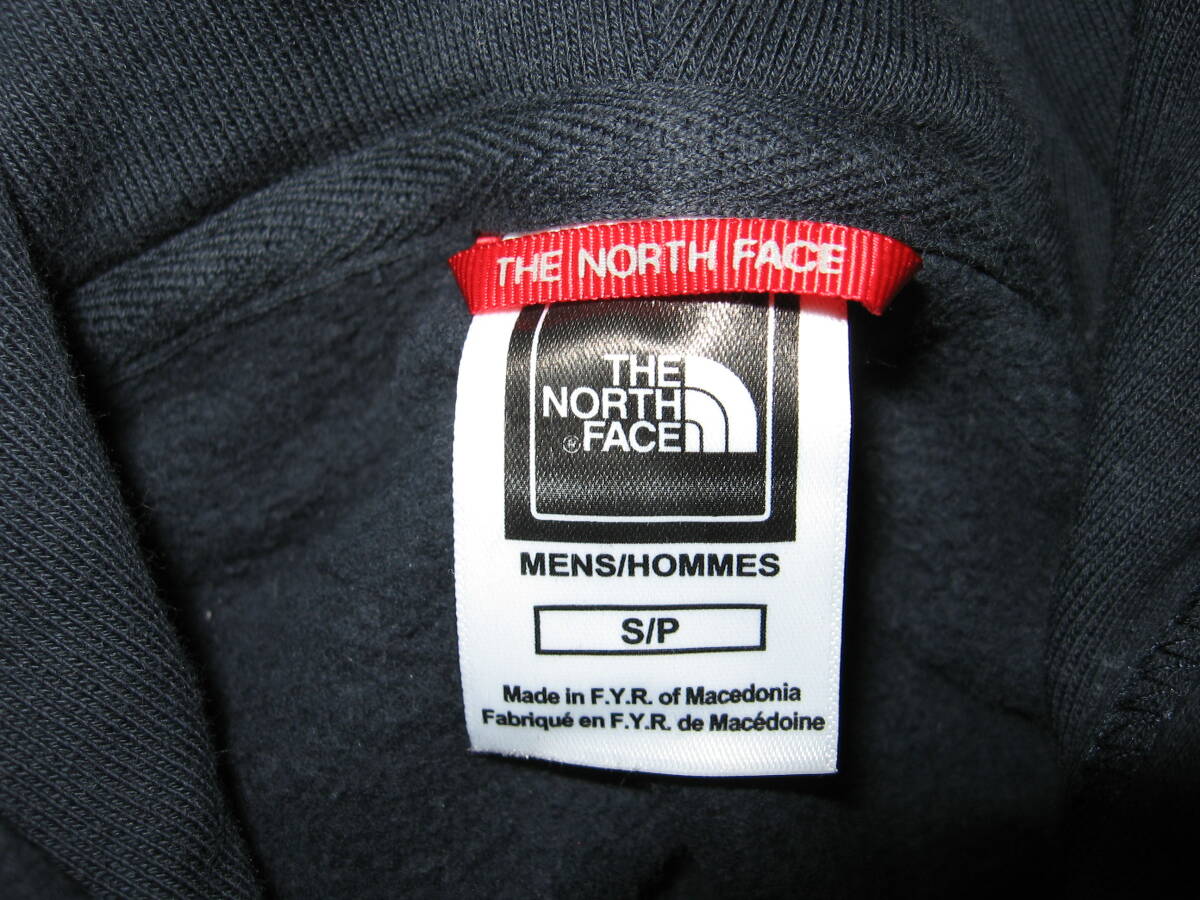 THE NORTH FACE
THE
NORTH
FACE
MENS/HOMMES
S/P
Made in F.Y.R. of Macedonia
Fabriqué en F.Y.R. de Macédoine